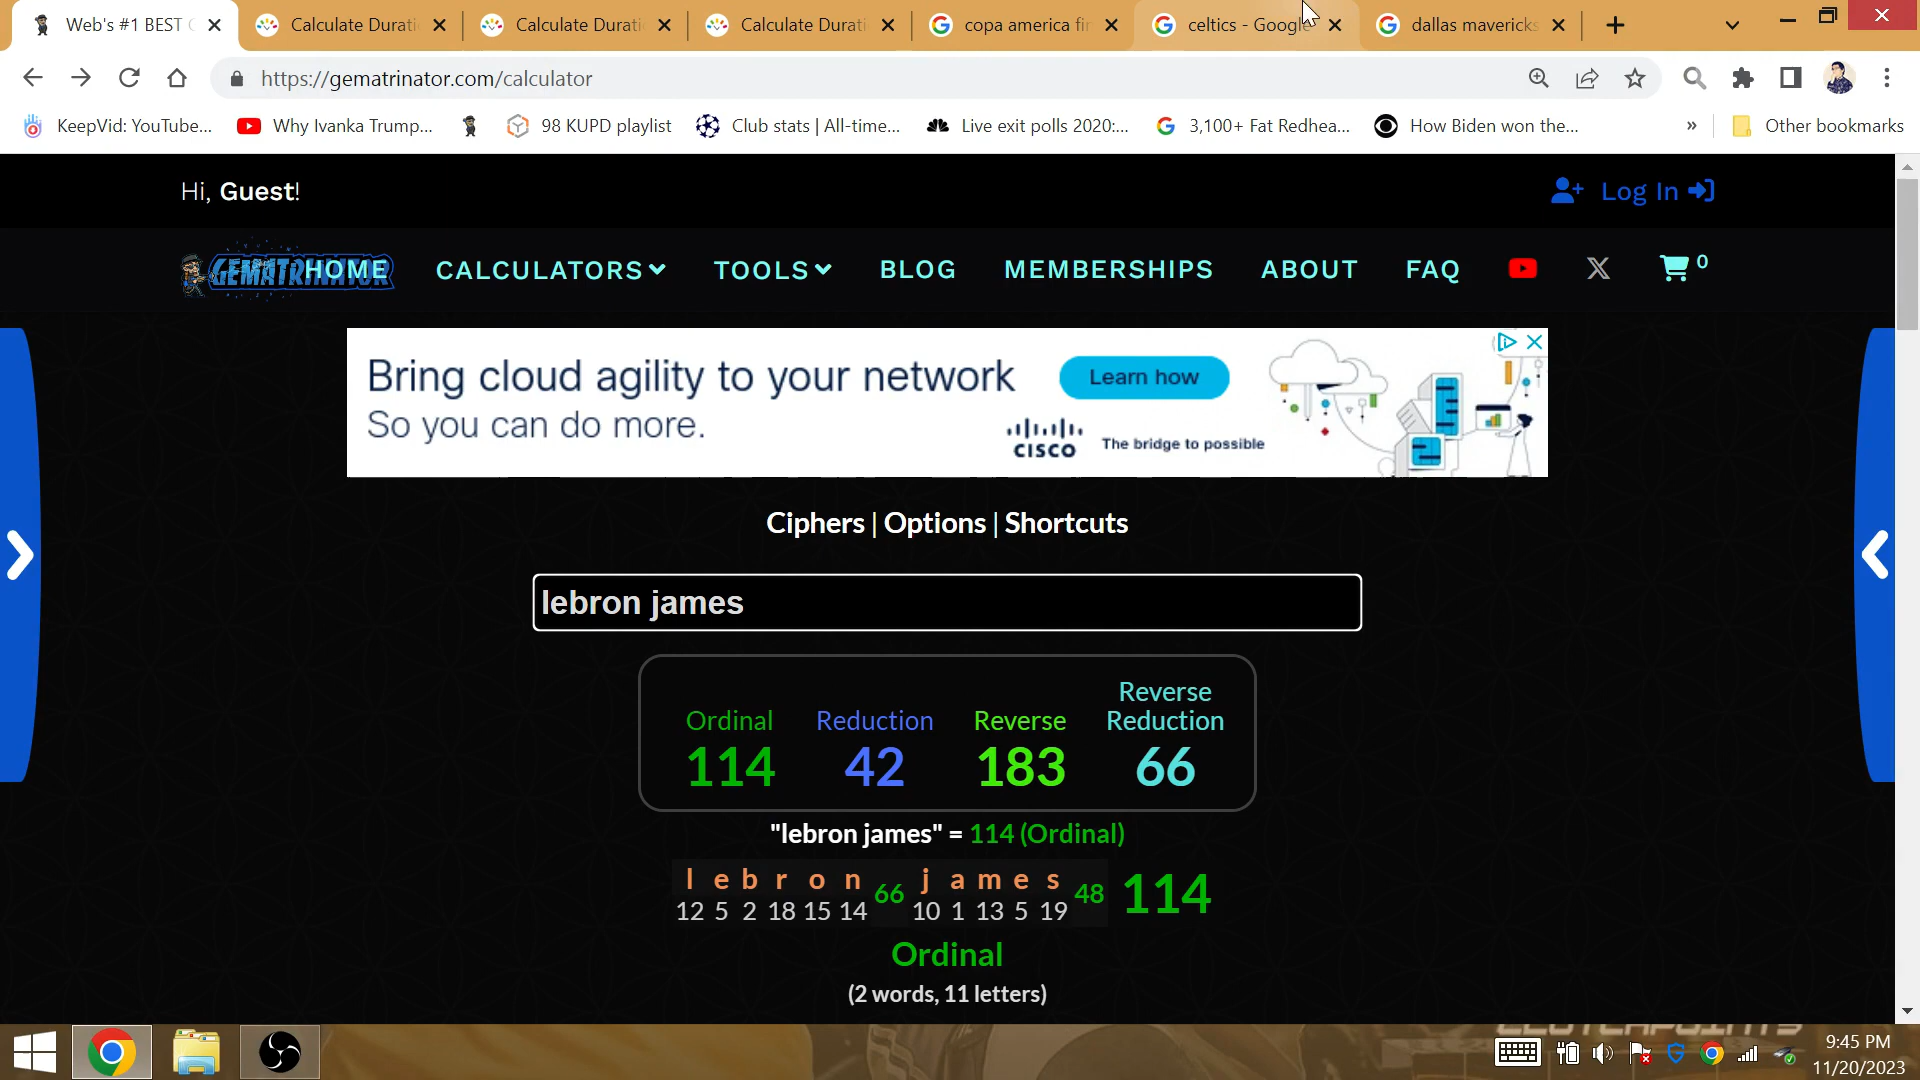 Web's #1 BEST C
Calculate Durati
Calculate Durati
Calculate Durati
copa america fin
celtics - Google
dallas mavericks
https://gematrinator.com/calculator
KeepVid: YouTube...
Why Ivanka Trump...
98 KUPD playlist
Club stats | All-time...
Live exit polls 2020:...
3,100+ Fat Redhea...
How Biden won the...
»
Other bookmarks
Hi, Guest!
Log In
GEMATRINATOR
HOME
CALCULATORS
TOOLS
BLOG
MEMBERSHIPS
ABOUT
FAQ
0
Bring cloud agility to your network
So you can do more.
Learn how
CISCO
The bridge to possible
Ciphers | Options | Shortcuts
lebron james
Ordinal Reduction Reverse Reverse Reduction
114 42 183 66
"lebron james" = 114 (Ordinal)
l e b r o n 66 j a m e s 48 114
12 5 2 18 15 14 10 1 13 5 19
Ordinal
(2 words, 11 letters)
9:45 PM
11/20/2023